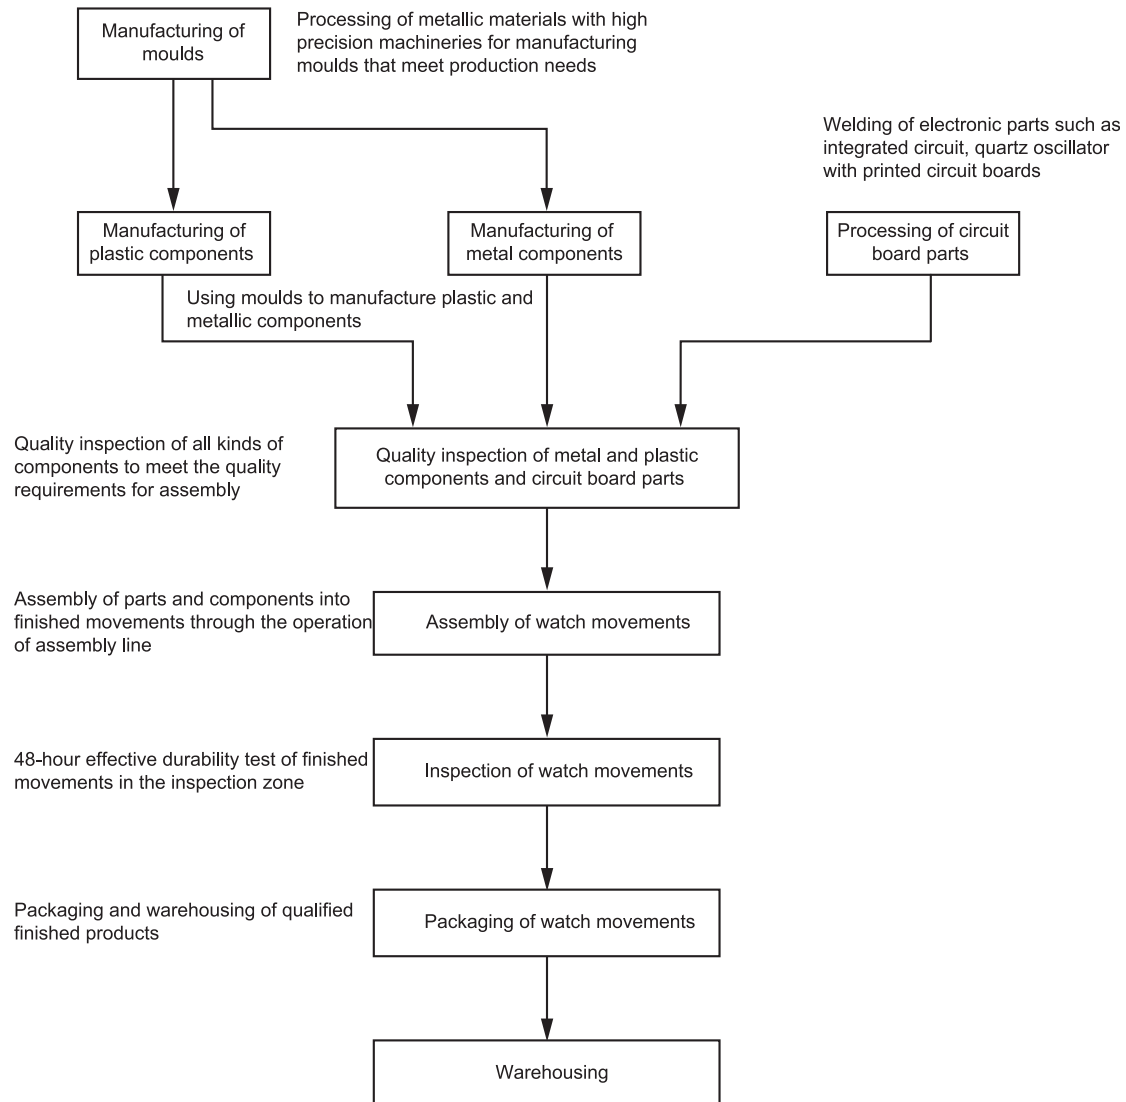 Manufacturing of
moulds
Processing of metallic materials with high
precision machineries for manufacturing
moulds that meet production needs
Welding of electronic parts such as
integrated circuit, quartz oscillator
with printed circuit boards
Manufacturing of
plastic components
Manufacturing of
metal components
Processing of circuit
board parts
Using moulds to manufacture plastic and
metallic components
Quality inspection of all kinds of
components to meet the quality
requirements for assembly
Quality inspection of metal and plastic
components and circuit board parts
Assembly of parts and components into
finished movements through the operation
of assembly line
Assembly of watch movements
48-hour effective durability test of finished
movements in the inspection zone
Inspection of watch movements
Packaging and warehousing of qualified
finished products
Packaging of watch movements
Warehousing